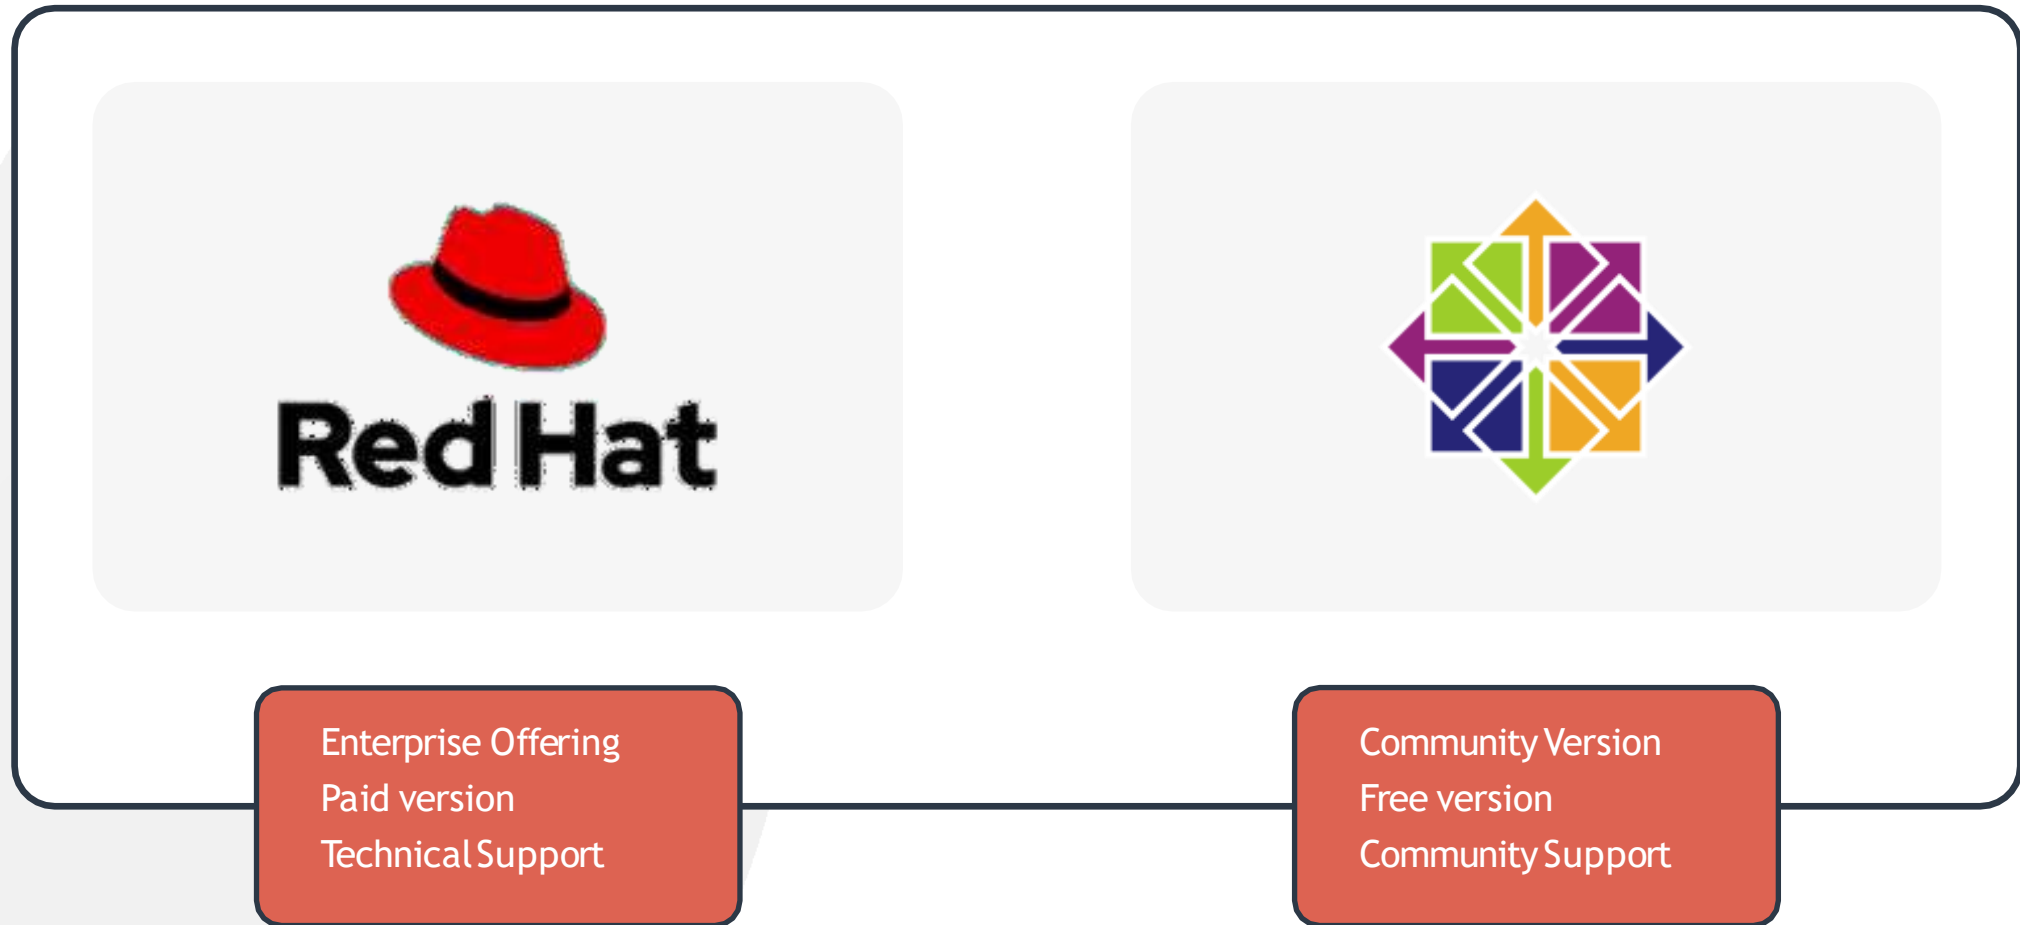 Red Hat
Enterprise Offering
Paid version
Technical Support
Community Version
Free version
Community Support